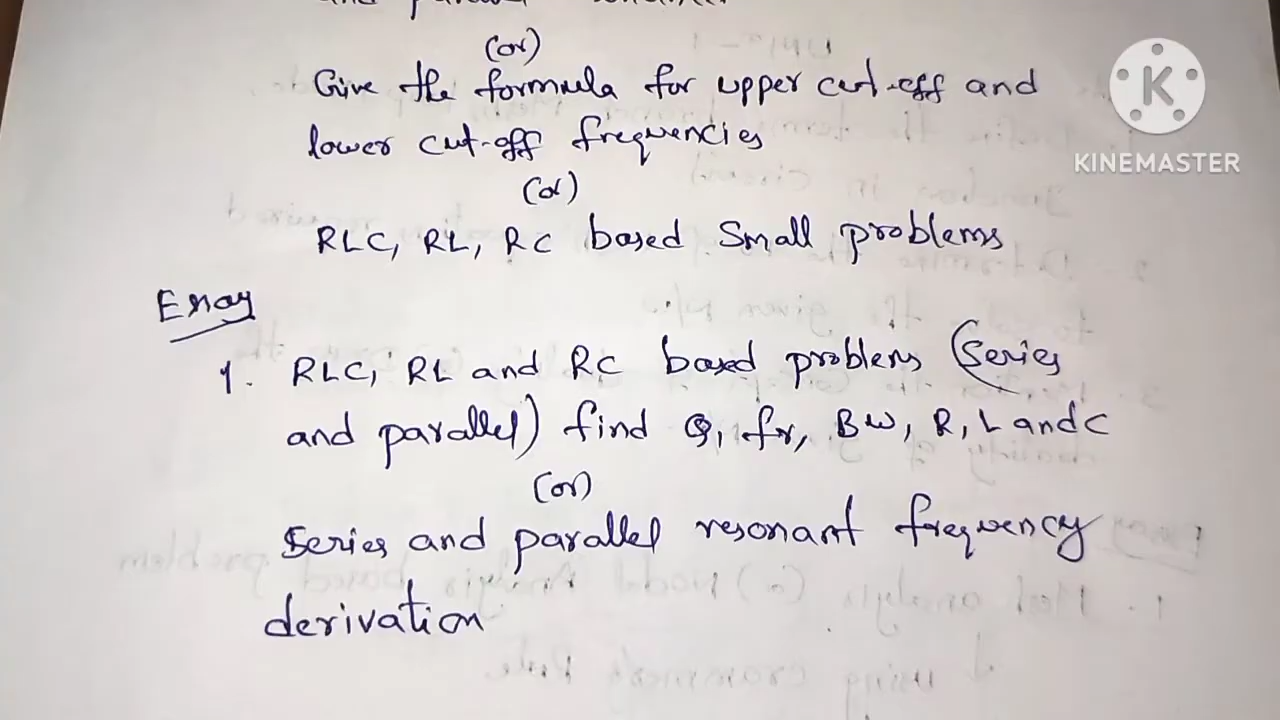 and parallel
(or)
Give the formula for upper cut-off and
lower cut-off frequencies
(or)
RLC, RL, RC based Small problems
K
KINEMASTER
Essay
1. RLC, RL and RC based problems (Series
and parallel) find Q, fr, BW, R, L and C
(or)
Series and parallel resonant frequency
derivation